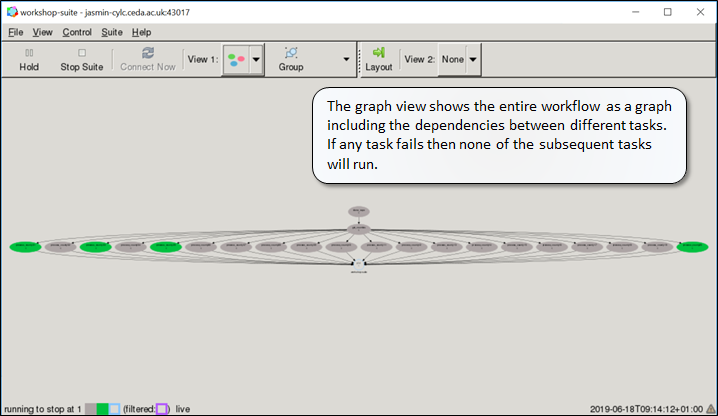 workshop-suite - jasmin-cylc.ceda.ac.uk:43017
File View Control Suite Help
Hold Stop Suite Connect Now View 1: Group Layout View 2: None
The graph view shows the entire workflow as a graph
including the dependencies between different tasks.
If any task fails then none of the subsequent tasks
will run.
running to stop at 1 (filtered: ) live 2019-06-18T09:14:12+01:00